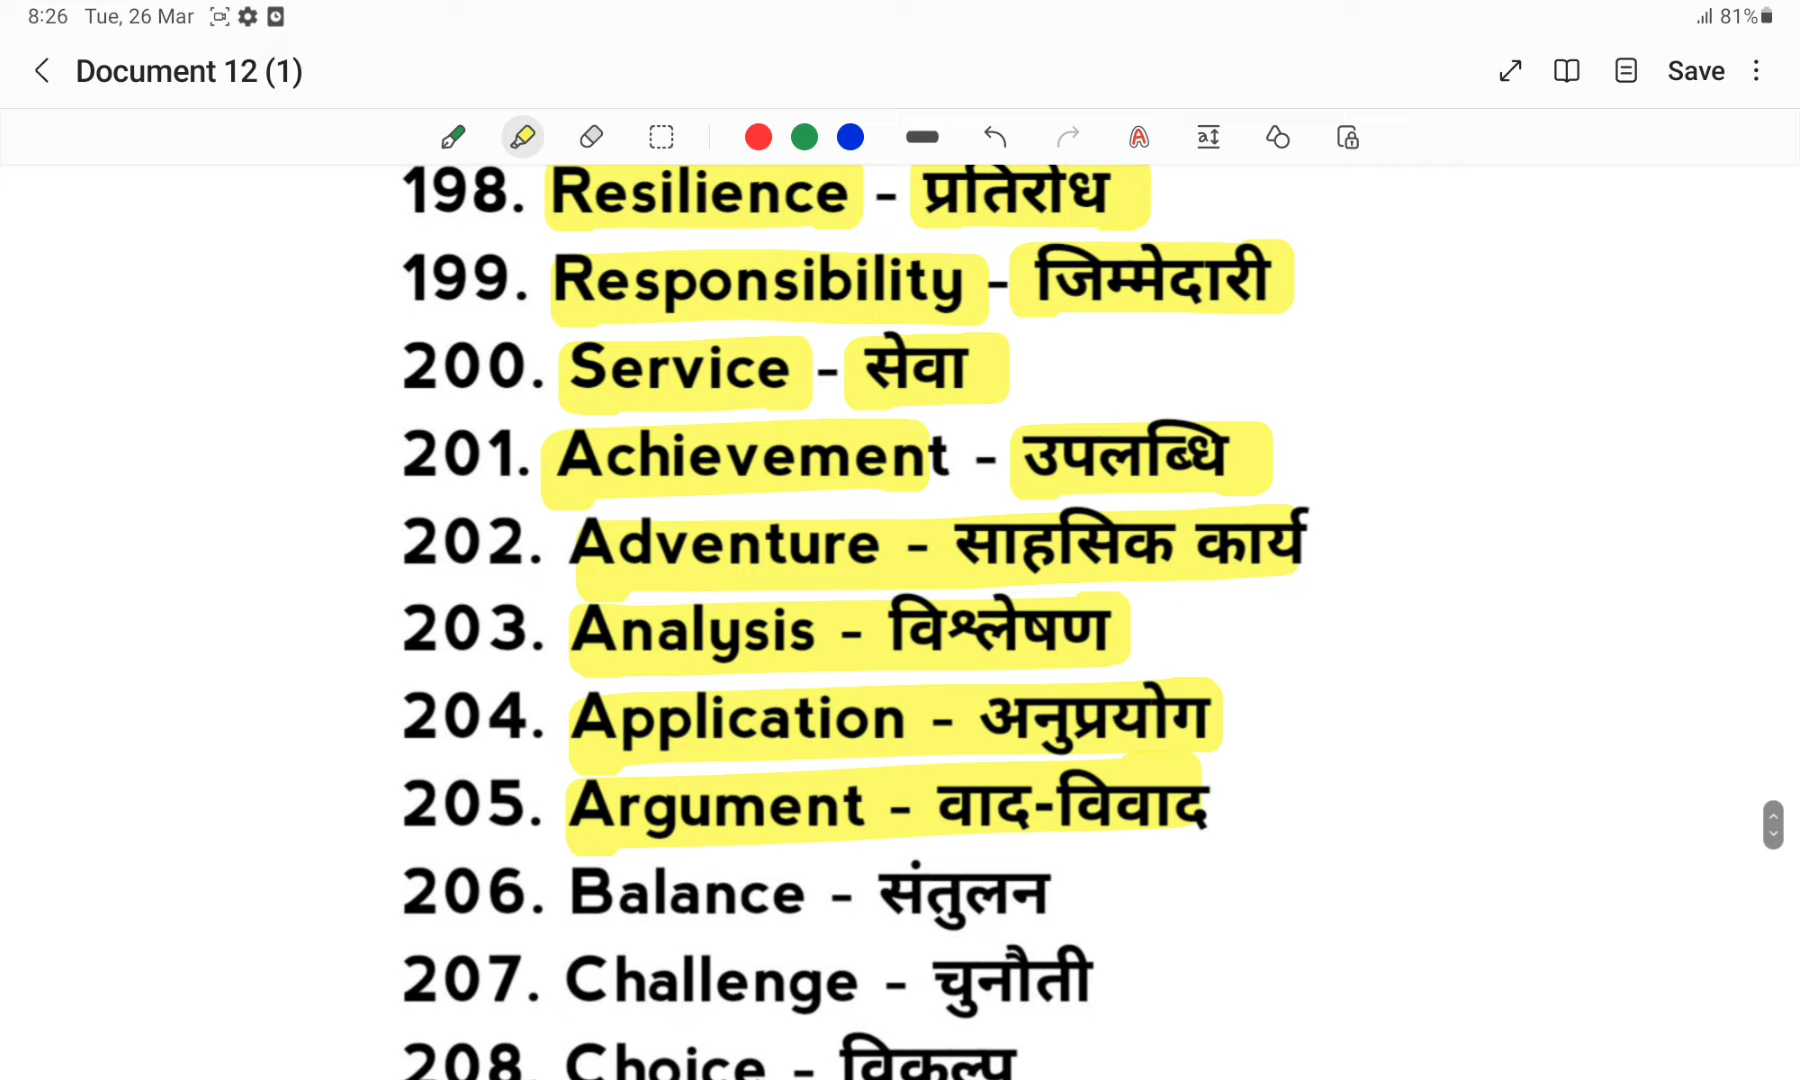 8:26 Tue, 26 Mar 81%
Document 12 (1) Save
198. Resilience - प्रतिरोध
199. Responsibility - जिम्मेदारी
200. Service - सेवा
201. Achievement - उपलब्धि
202. Adventure - साहसिक कार्य
203. Analysis - विश्लेषण
204. Application - अनुप्रयोग
205. Argument - वाद-विवाद
206. Balance - संतुलन
207. Challenge - चुनौती
208. Choice - विकल्प